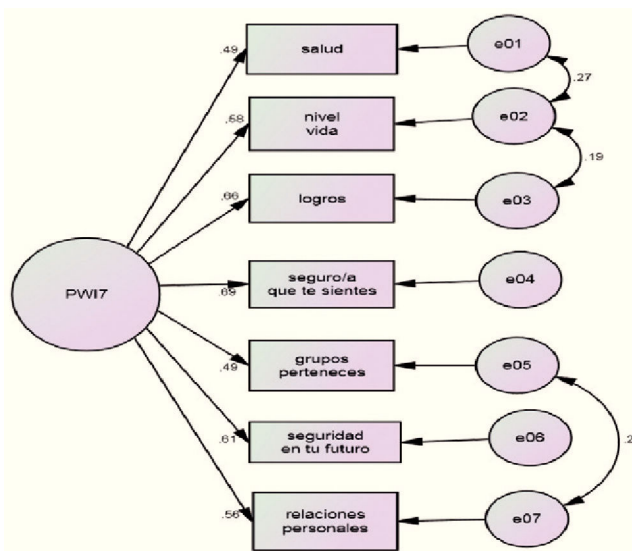 .49
salud
e01
.27
.58
nivel
vida
e02
.19
.66
logros
e03
PWI7
.69
seguro/a
que te sientes
e04
.49
grupos
perteneces
e05
.61
seguridad
en tu futuro
e06
.56
relaciones
personales
e07